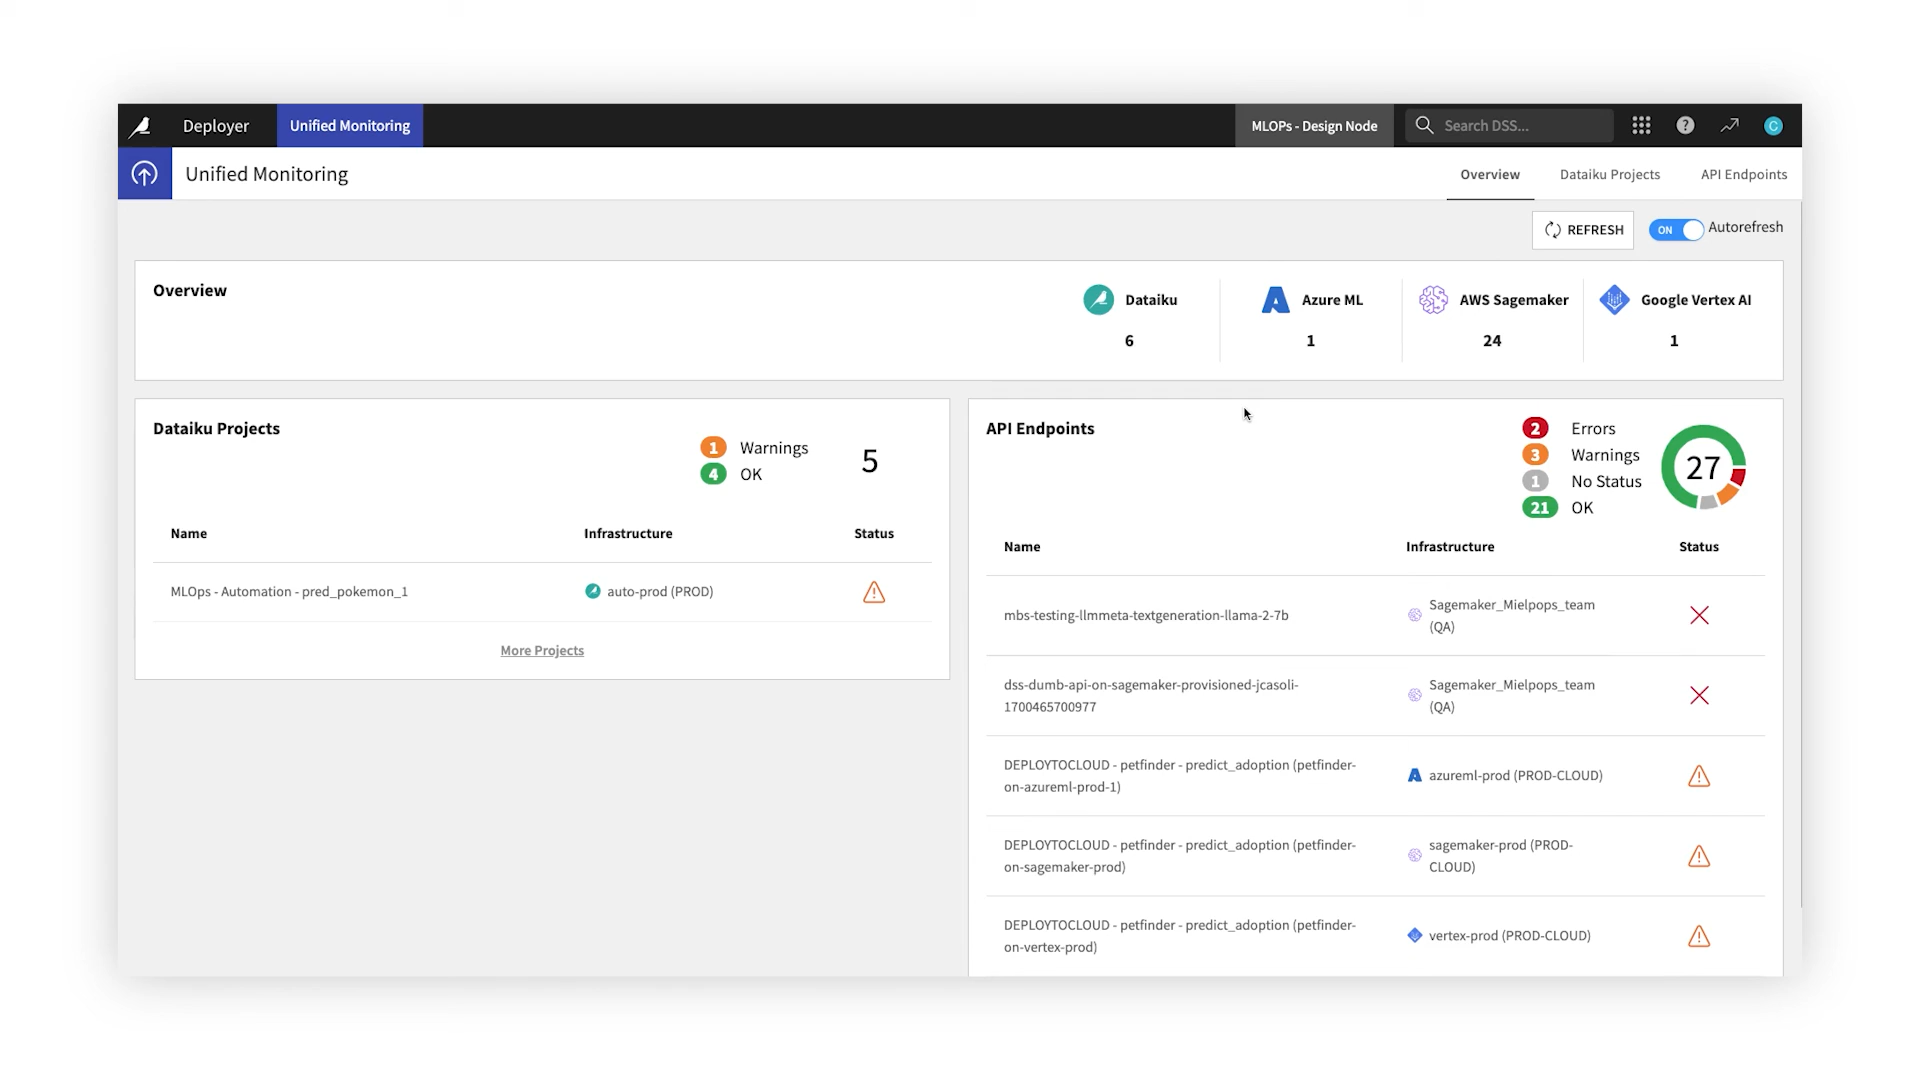 Deployer
Unified Monitoring
MLOPs - Design Node
Search DSS...
?
C
Unified Monitoring
Overview
Dataiku Projects
API Endpoints
REFRESH
ON
Autorefresh
Overview
Dataiku
6
Azure ML
1
AWS Sagemaker
24
Google Vertex AI
1
Dataiku Projects
1 Warnings
4 OK
5
Name Infrastructure Status
MLOps - Automation - pred_pokemon_1 auto-prod (PROD)
More Projects
API Endpoints
2 Errors
3 Warnings
1 No Status
21 OK
27
Name Infrastructure Status
mbs-testing-llmmeta-textgeneration-llama-2-7b
Sagemaker_Mielpops_team
(QA)
dss-dumb-api-on-sagemaker-provisioned-jcasoli-
1700465700977
Sagemaker_Mielpops_team
(QA)
DEPLOYTOCLOUD - petfinder - predict_adoption (petfinder-
on-azureml-prod-1)
azureml-prod (PROD-CLOUD)
DEPLOYTOCLOUD - petfinder - predict_adoption (petfinder-
on-sagemaker-prod)
sagemaker-prod (PROD-
CLOUD)
DEPLOYTOCLOUD - petfinder - predict_adoption (petfinder-
on-vertex-prod)
vertex-prod (PROD-CLOUD)